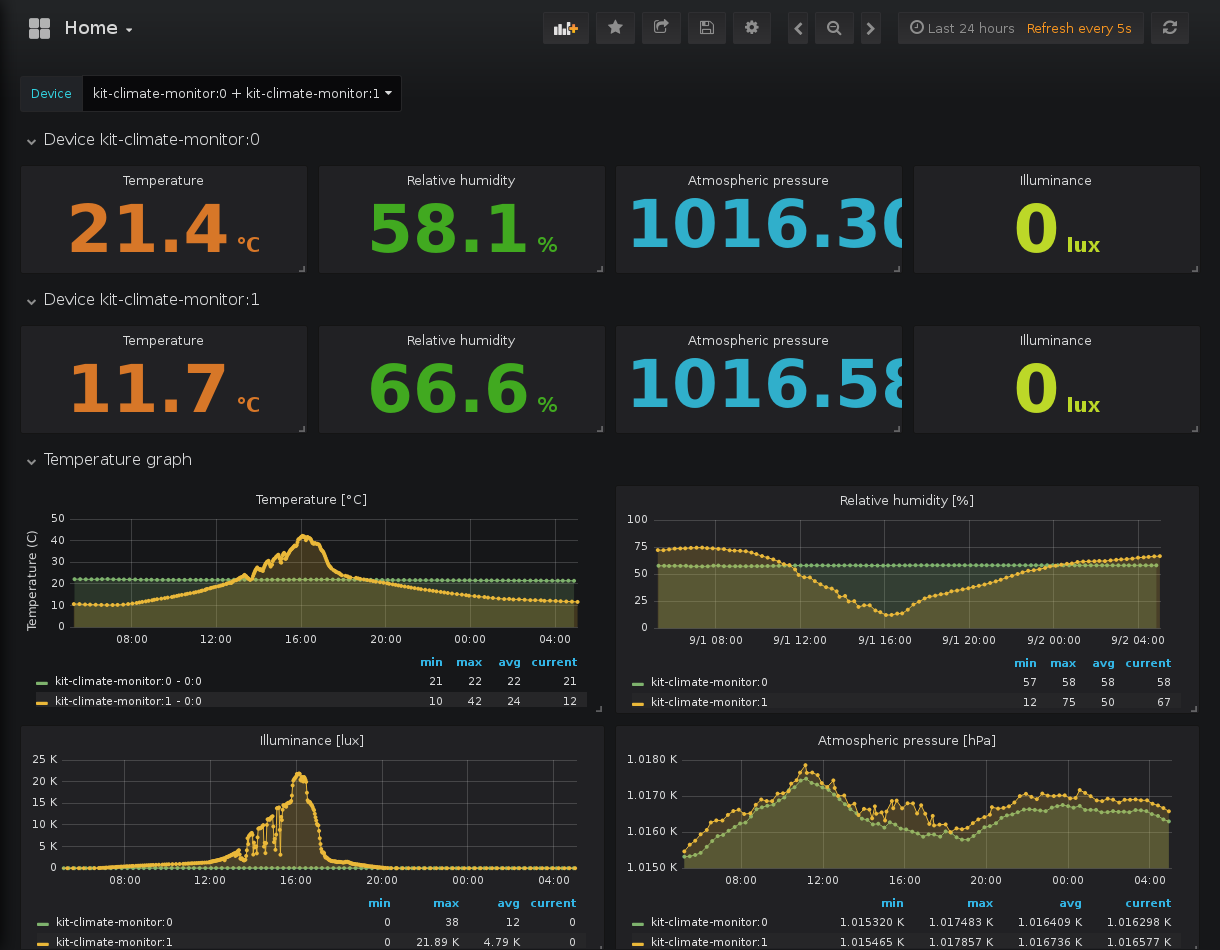 Home
Last 24 hours Refresh every 5s
Device kit-climate-monitor:0 + kit-climate-monitor:1
Device kit-climate-monitor:0
Temperature Relative humidity Atmospheric pressure Illuminance
21.4 °C 58.1 % 1016.30 0 lux
Device kit-climate-monitor:1
Temperature Relative humidity Atmospheric pressure Illuminance
11.7 °C 66.6 % 1016.58 0 lux
Temperature graph
Temperature [°C]
Temperature (C)
50
40
30
20
10
0
08:00 12:00 16:00 20:00 00:00 04:00
min max avg current
kit-climate-monitor:0 - 0:0 21 22 22 21
kit-climate-monitor:1 - 0:0 10 42 24 12
Relative humidity [%]
100
75
50
25
0
9/1 08:00 9/1 12:00 9/1 16:00 9/1 20:00 9/2 00:00 9/2 04:00
min max avg current
kit-climate-monitor:0 57 58 58 58
kit-climate-monitor:1 12 75 50 67
Illuminance [lux]
25 K
20 K
15 K
10 K
5 K
0
08:00 12:00 16:00 20:00 00:00 04:00
min max avg current
kit-climate-monitor:0 0 38 12 0
kit-climate-monitor:1 0 21.89 K 4.79 K 0
Atmospheric pressure [hPa]
1.0180 K
1.0170 K
1.0160 K
1.0150 K
08:00 12:00 16:00 20:00 00:00 04:00
min max avg current
kit-climate-monitor:0 1.015320 K 1.017483 K 1.016409 K 1.016298 K
kit-climate-monitor:1 1.015465 K 1.017857 K 1.016736 K 1.016577 K